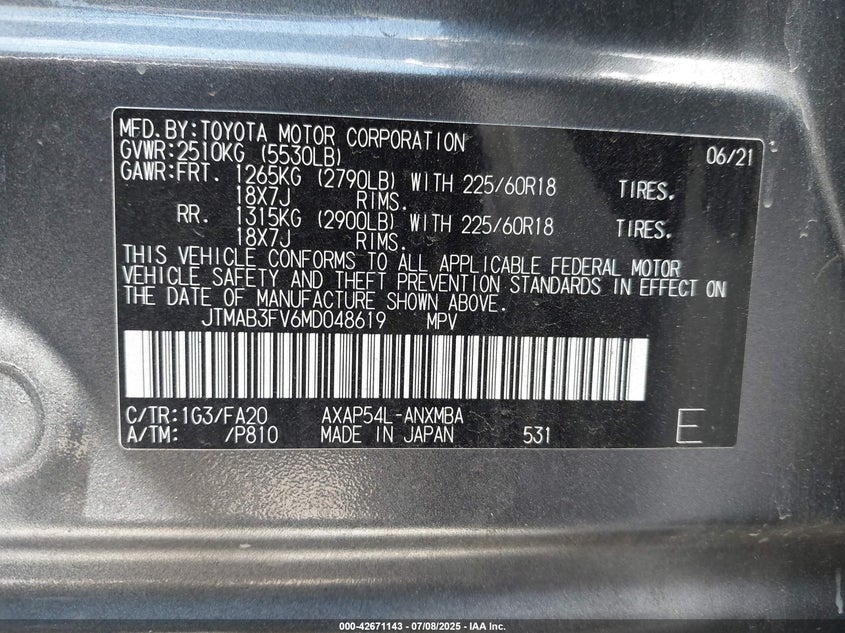 MFD.BY:TOYOTA MOTOR CORPORATION 06/21
GVWR:2510KG (5530LB)
GAWR:FRT. 1265KG (2790LB) WITH 225/60R18 TIRES.
18X7J RIMS.
RR. 1315KG (2900LB) WITH 225/60R18 TIRES.
18X7J RIMS.
THIS VEHICLE CONFORMS TO ALL APPLICABLE FEDERAL MOTOR
VEHICLE SAFETY AND THEFT PREVENTION STANDARDS IN EFFECT ON
THE DATE OF MANUFACTURE SHOWN ABOVE.
JTMAB3FV6MD048619 MPV
C/TR:1G3/FA20 AXAP54L-ANXMBA
A/TM: /P810 MADE IN JAPAN 531 E
000-42671143 - 07/08/2025 - IAA Inc.